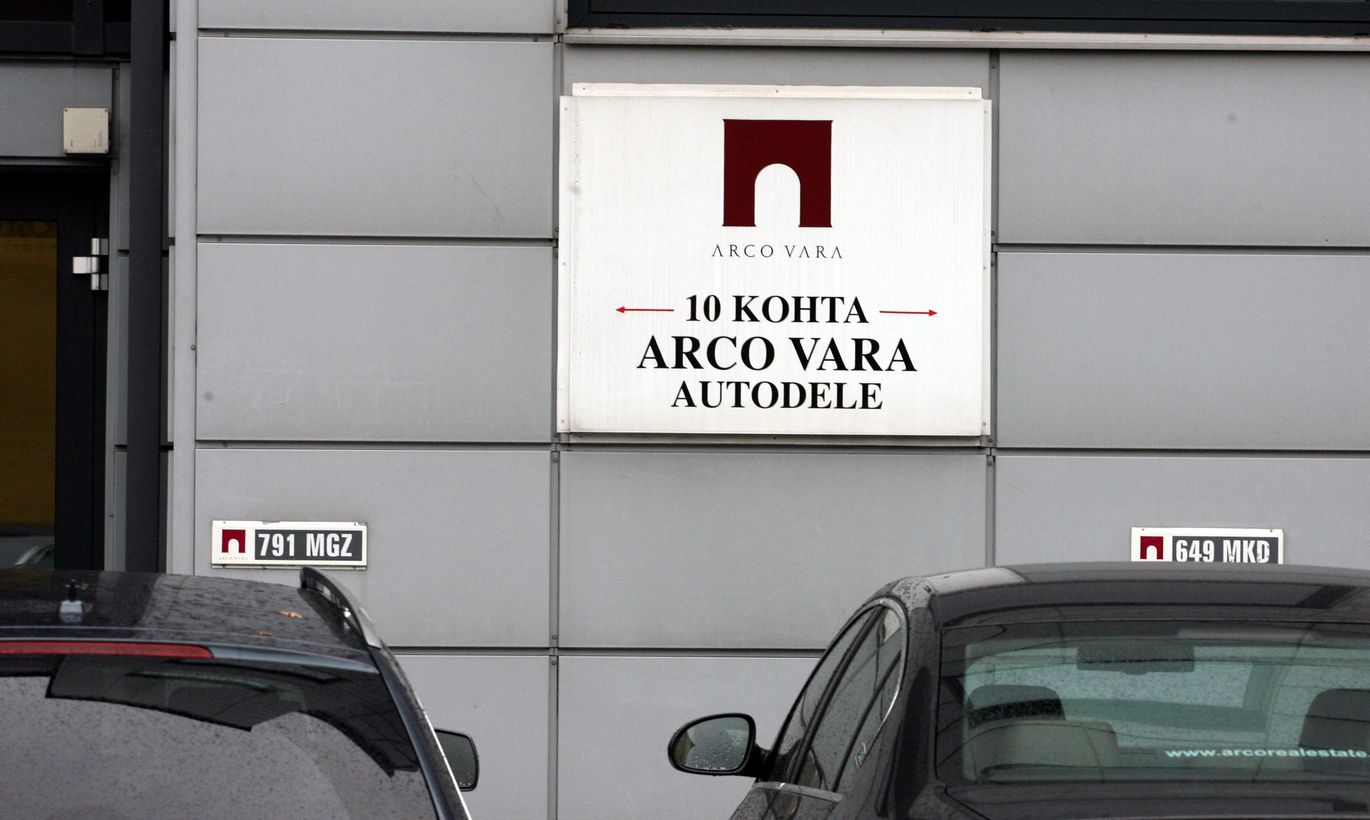 ARCO VARA
10 KOHTA
ARCO VARA
AUTODELE
791 MGZ
649 MKD
www.arcorealestate